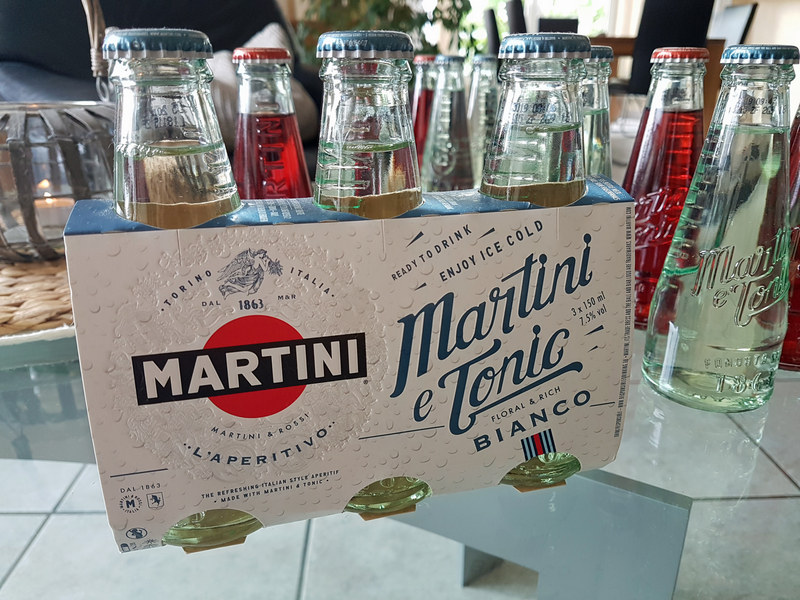 TORINO ITALIA
DAL 1863 M&R
MARTINI
MARTINI & ROSSI
L'APERITIVO
DAL 1863
THE REFRESHING ITALIAN STYLE APERITIF
MADE WITH MARTINI & TONIC
READY TO DRINK
ENJOY ICE COLD
Martini
e Tonic
3 x 150 ml
7.5% vol
FLORAL & RICH
BIANCO
Martini
e Tonic